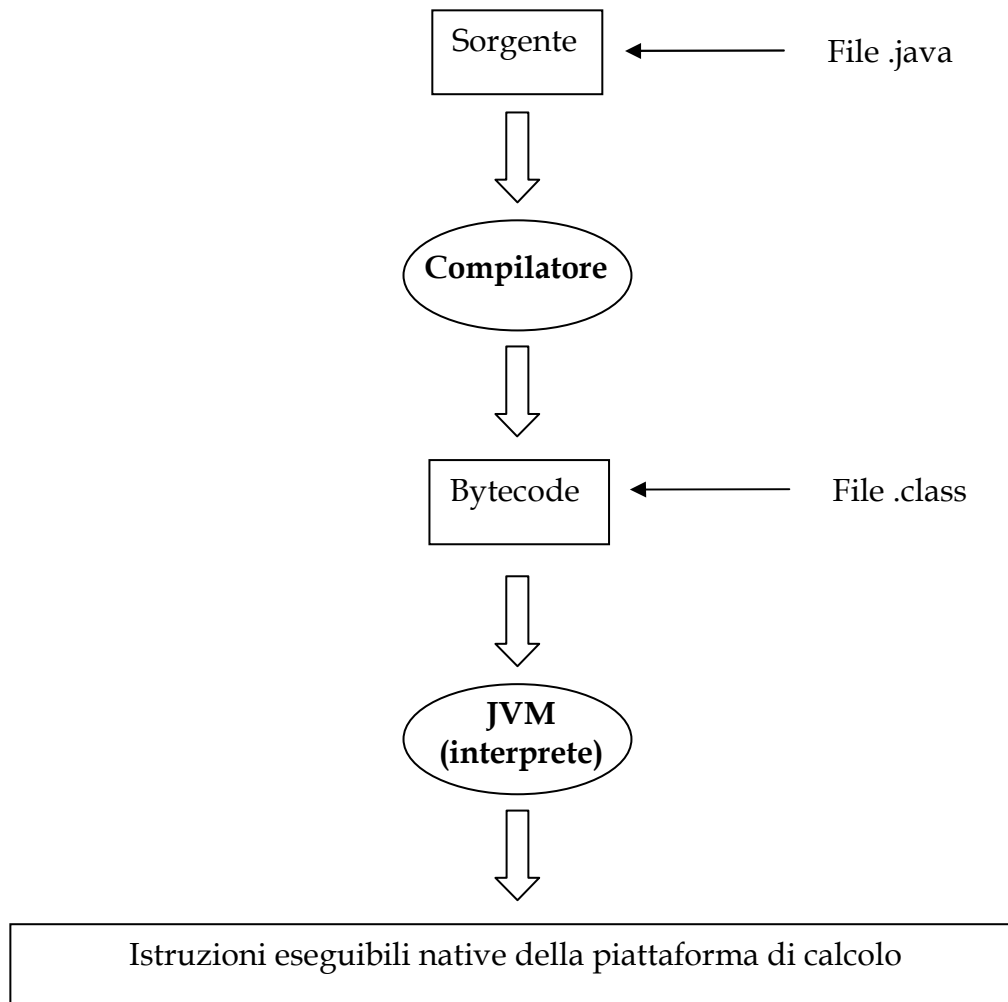 Sorgente
File .java
Compilatore
Bytecode
File .class
JVM
(interprete)
Istruzioni eseguibili native della piattaforma di calcolo